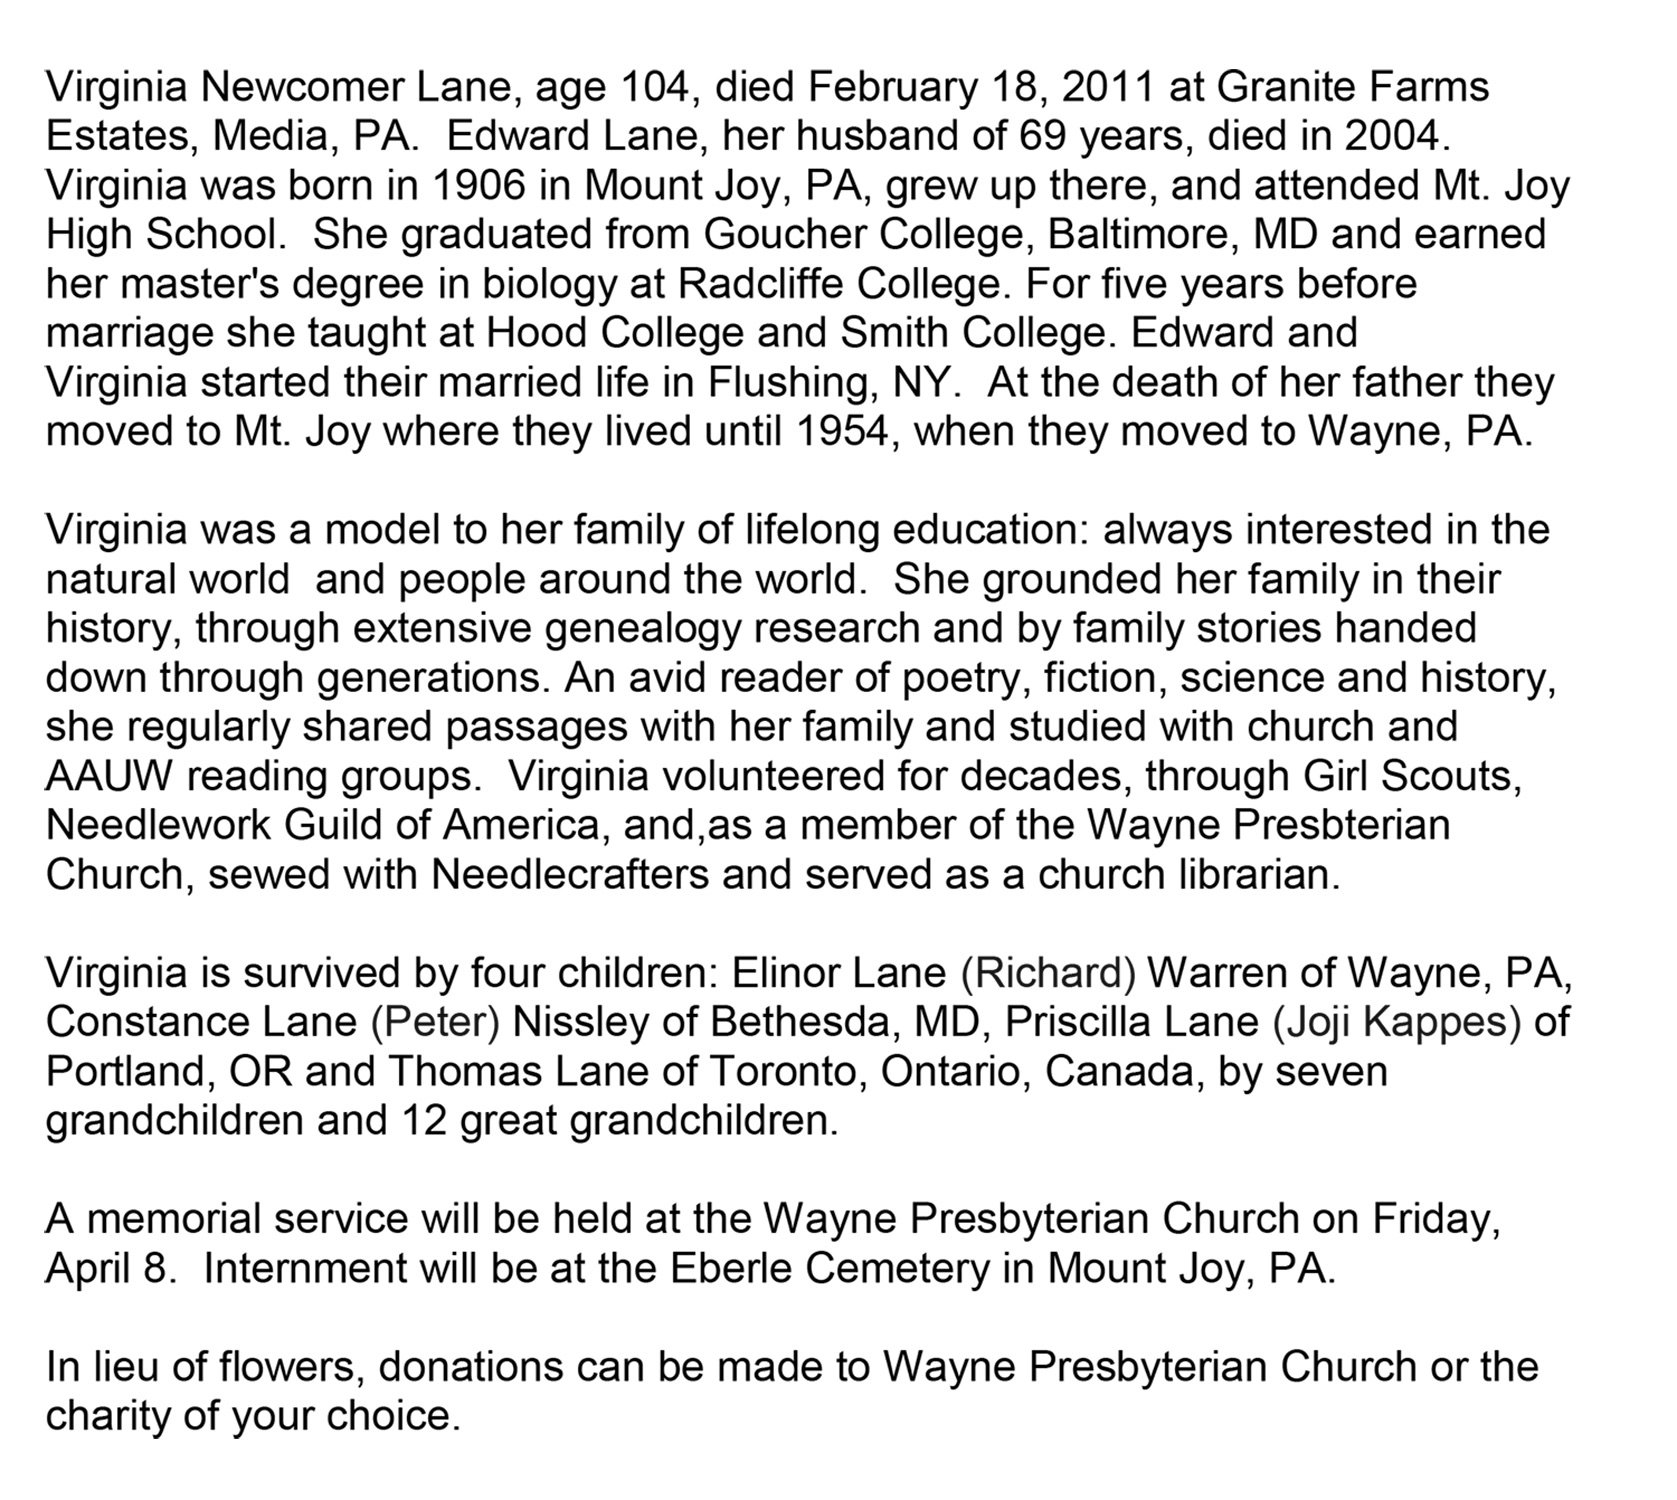 Virginia Newcomer Lane, age 104, died February 18, 2011 at Granite Farms
Estates, Media, PA.  Edward Lane, her husband of 69 years, died in 2004.
Virginia was born in 1906 in Mount Joy, PA, grew up there, and attended Mt. Joy
High School.  She graduated from Goucher College, Baltimore, MD and earned
her master's degree in biology at Radcliffe College. For five years before
marriage she taught at Hood College and Smith College. Edward and
Virginia started their married life in Flushing, NY.  At the death of her father they
moved to Mt. Joy where they lived until 1954, when they moved to Wayne, PA.

Virginia was a model to her family of lifelong education: always interested in the
natural world  and people around the world.  She grounded her family in their
history, through extensive genealogy research and by family stories handed
down through generations. An avid reader of poetry, fiction, science and history,
she regularly shared passages with her family and studied with church and
AAUW reading groups.  Virginia volunteered for decades, through Girl Scouts,
Needlework Guild of America, and,as a member of the Wayne Presbterian
Church, sewed with Needlecrafters and served as a church librarian.

Virginia is survived by four children: Elinor Lane (Richard) Warren of Wayne, PA,
Constance Lane (Peter) Nissley of Bethesda, MD, Priscilla Lane (Joji Kappes) of
Portland, OR and Thomas Lane of Toronto, Ontario, Canada, by seven
grandchildren and 12 great grandchildren.

A memorial service will be held at the Wayne Presbyterian Church on Friday,
April 8.  Internment will be at the Eberle Cemetery in Mount Joy, PA.

In lieu of flowers, donations can be made to Wayne Presbyterian Church or the
charity of your choice.